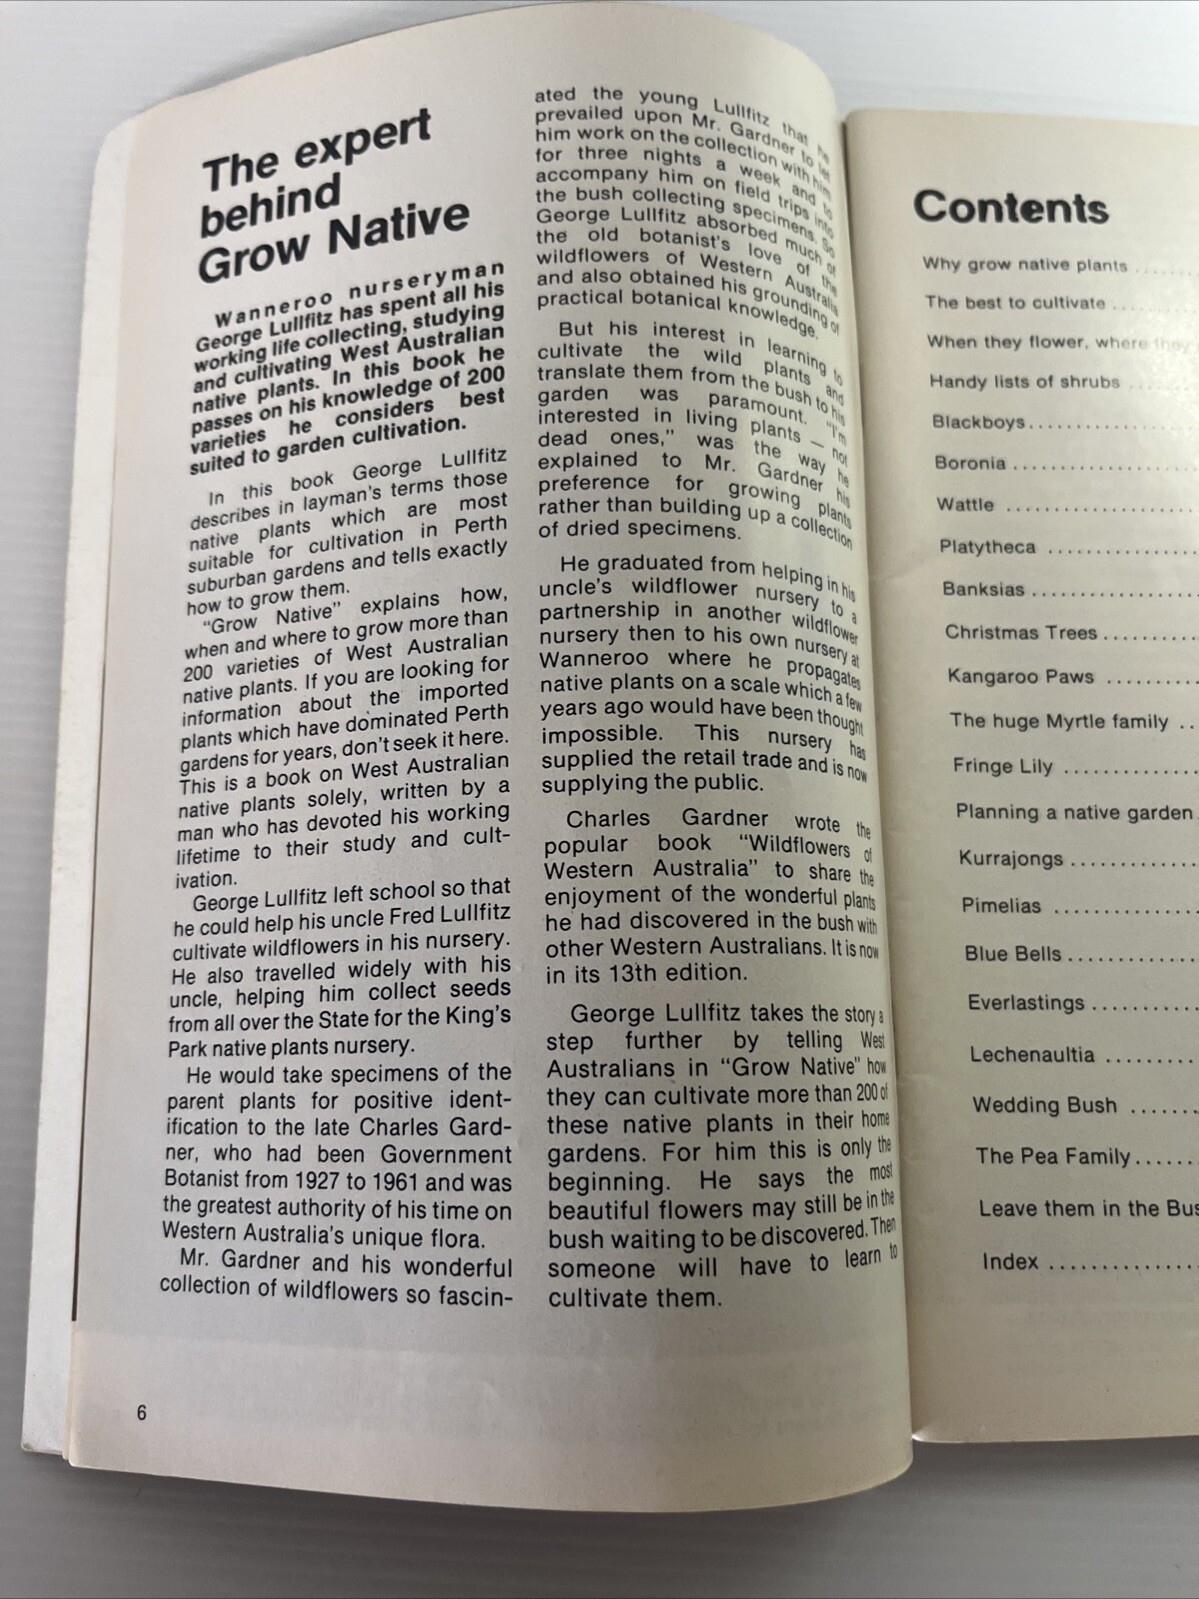 The expert
behind
Grow Native
Wanneroo nurseryman
George Lullfitz has spent all his
working life collecting, studying
and cultivating West Australian
native plants. In this book he
passes on his knowledge of 200
varieties he considers best
suited to garden cultivation.
In this book George Lullfitz
describes in layman's terms those
native plants which are most
suitable for cultivation in Perth
suburban gardens and tells exactly
how to grow them.
"Grow Native" explains how,
when and where to grow more than
200 varieties of West Australian
native plants. If you are looking for
information about the imported
plants which have dominated Perth
gardens for years, don't seek it here.
This is a book on West Australian
native plants solely, written by a
man who has devoted his working
lifetime to their study and cult-
ivation.
George Lullfitz left school so that
he could help his uncle Fred Lullfitz
cultivate wildflowers in his nursery.
He also travelled widely with his
uncle, helping him collect seeds
from all over the State for the King's
Park native plants nursery.
He would take specimens of the
parent plants for positive ident-
ification to the late Charles Gard-
ner, who had been Government
Botanist from 1927 to 1961 and was
the greatest authority of his time on
Western Australia's unique flora.
Mr. Gardner and his wonderful
collection of wildflowers so fascin-
ated the young Lullfitz that he
prevailed upon Mr. Gardner to let
him work on the collection with him
for three nights a week and to
accompany him on field trips into
the bush collecting specimens. So
George Lullfitz absorbed much of
the old botanist's love of the
wildflowers of Western Australia
and also obtained his grounding of
practical botanical knowledge.
But his interest in learning to
cultivate the wild plants and
translate them from the bush to his
garden was paramount. "I'm
interested in living plants — not
dead ones," was the way he
explained to Mr. Gardner his
preference for growing plants
rather than building up a collection
of dried specimens.
He graduated from helping in his
uncle's wildflower nursery to a
partnership in another wildflower
nursery then to his own nursery at
Wanneroo where he propagates
native plants on a scale which a few
years ago would have been thought
impossible. This nursery has
supplied the retail trade and is now
supplying the public.
Charles Gardner wrote the
popular book "Wildflowers of
Western Australia" to share the
enjoyment of the wonderful plants
he had discovered in the bush with
other Western Australians. It is now
in its 13th edition.
George Lullfitz takes the story a
step further by telling West
Australians in "Grow Native" how
they can cultivate more than 200 of
these native plants in their home
gardens. For him this is only the
beginning. He says the most
beautiful flowers may still be in the
bush waiting to be discovered. Then
someone will have to learn to
cultivate them.
6
Contents
Why grow native plants ........
The best to cultivate ..........
When they flower, where they
Handy lists of shrubs ........
Blackboys....................
Boronia ....................
Wattle ....................
Platytheca ................
Banksias..................
Christmas Trees..........
Kangaroo Paws ..........
The huge Myrtle family ..
Fringe Lily ..............
Planning a native garden.
Kurrajongs..............
Pimelias ..............
Blue Bells..............
Everlastings............
Lechenaultia ..........
Wedding Bush ........
The Pea Family.......
Leave them in the Bus
Index ................